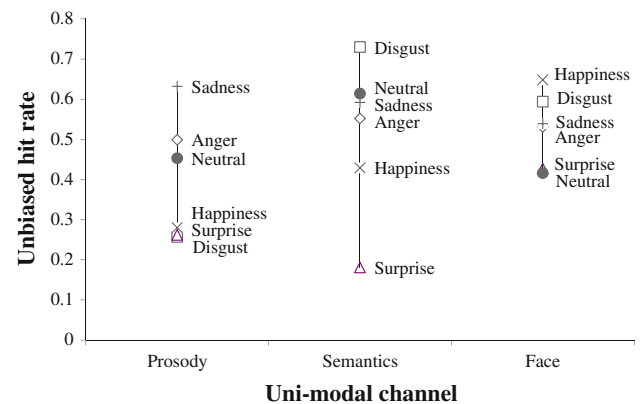 0.8
0.7
0.6
0.5
0.4
0.3
0.2
0.1
0
Unbiased hit rate
Sadness
Anger
Neutral
Happiness
Surprise
Disgust
Disgust
Neutral
Sadness
Anger
Happiness
Surprise
Happiness
Disgust
Sadness
Anger
Surprise
Neutral
Prosody Semantics Face
Uni-modal channel